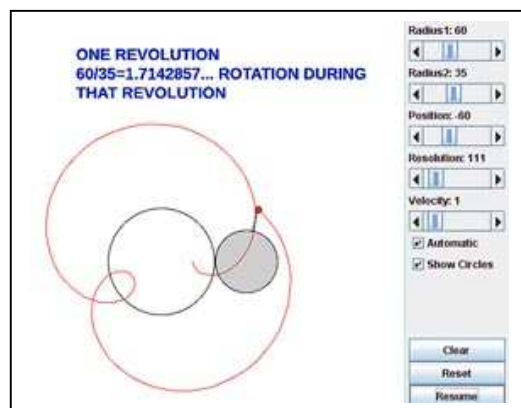 Radius1: 60
ONE REVOLUTION
60/35=1.7142857... ROTATION DURING
THAT REVOLUTION
Radius2: 35
Position: -60
Resolution: 111
Velocity: 1
Automatic
Show Circles
Clear
Reset
Resume